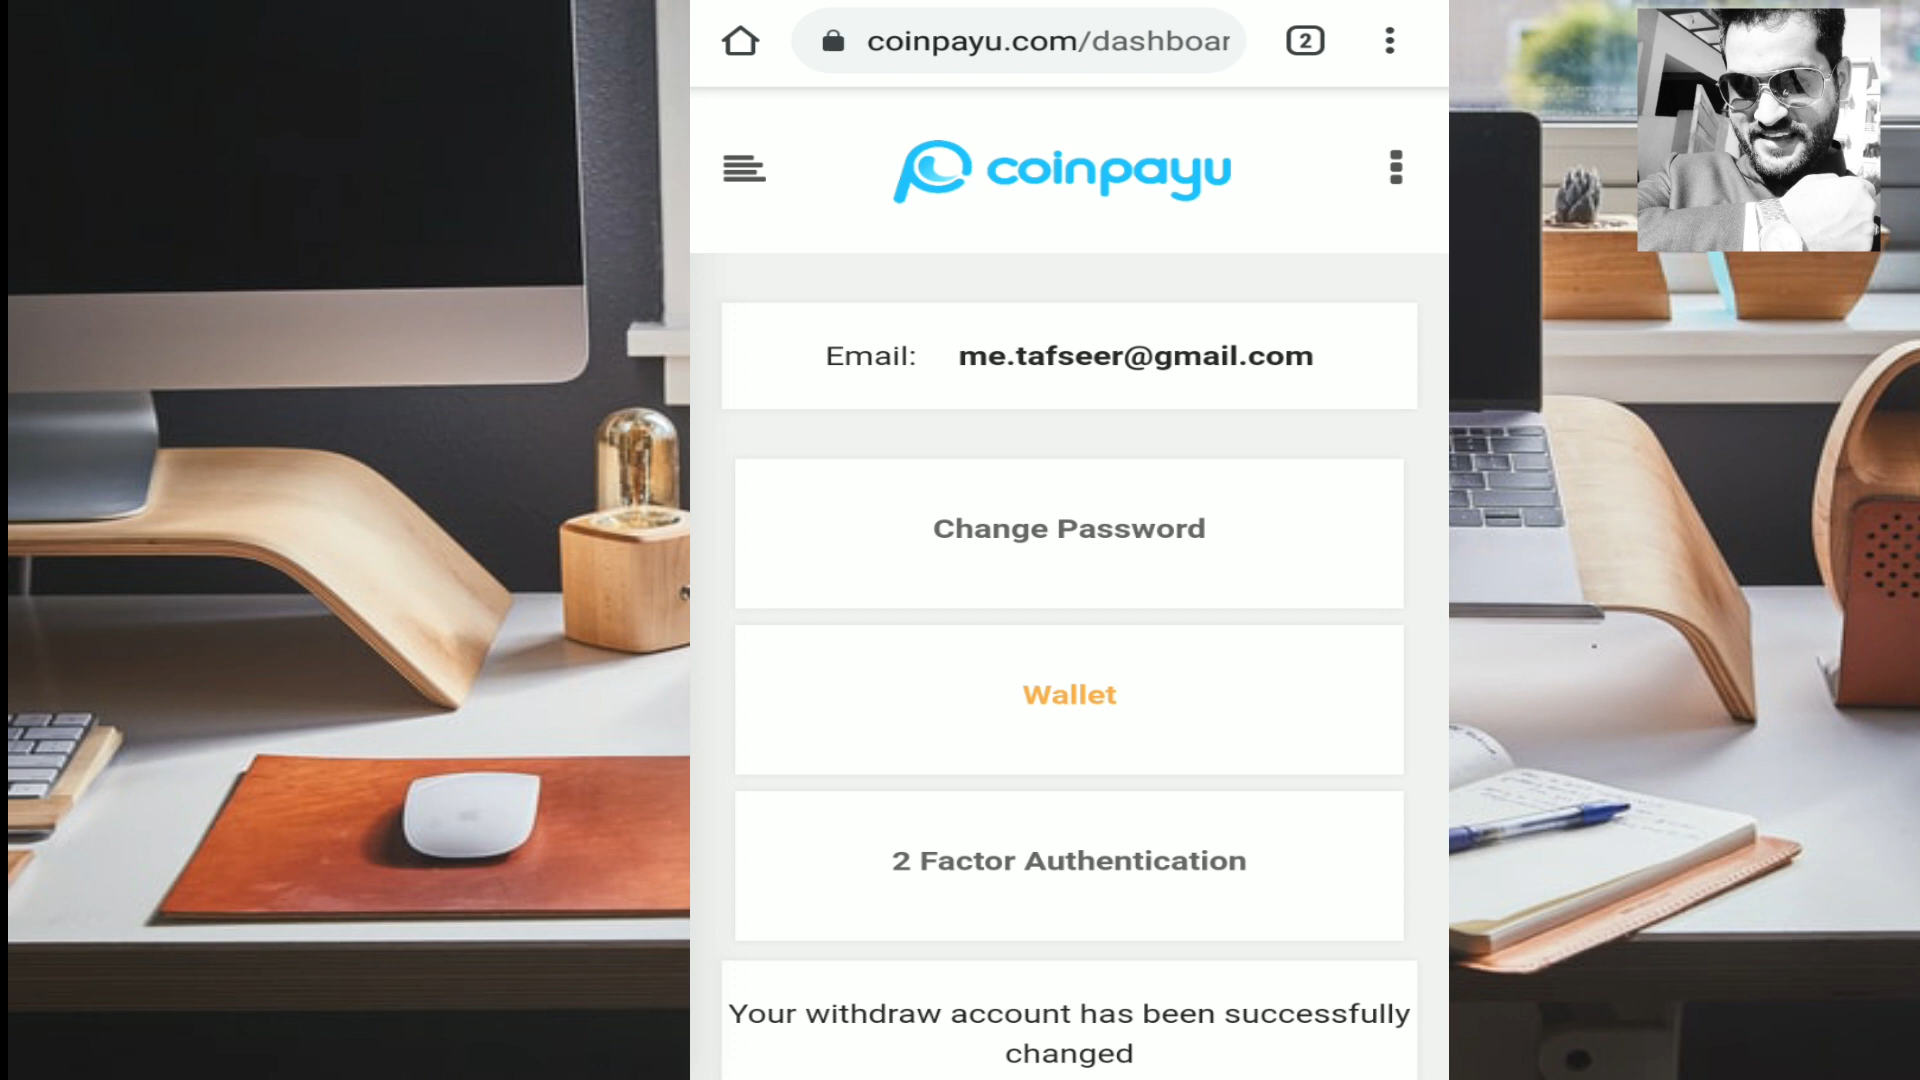 coinpayu.com/dashboar
2
coinpayu
Email: me.tafseer@gmail.com
Change Password
Wallet
2 Factor Authentication
Your withdraw account has been successfully
changed